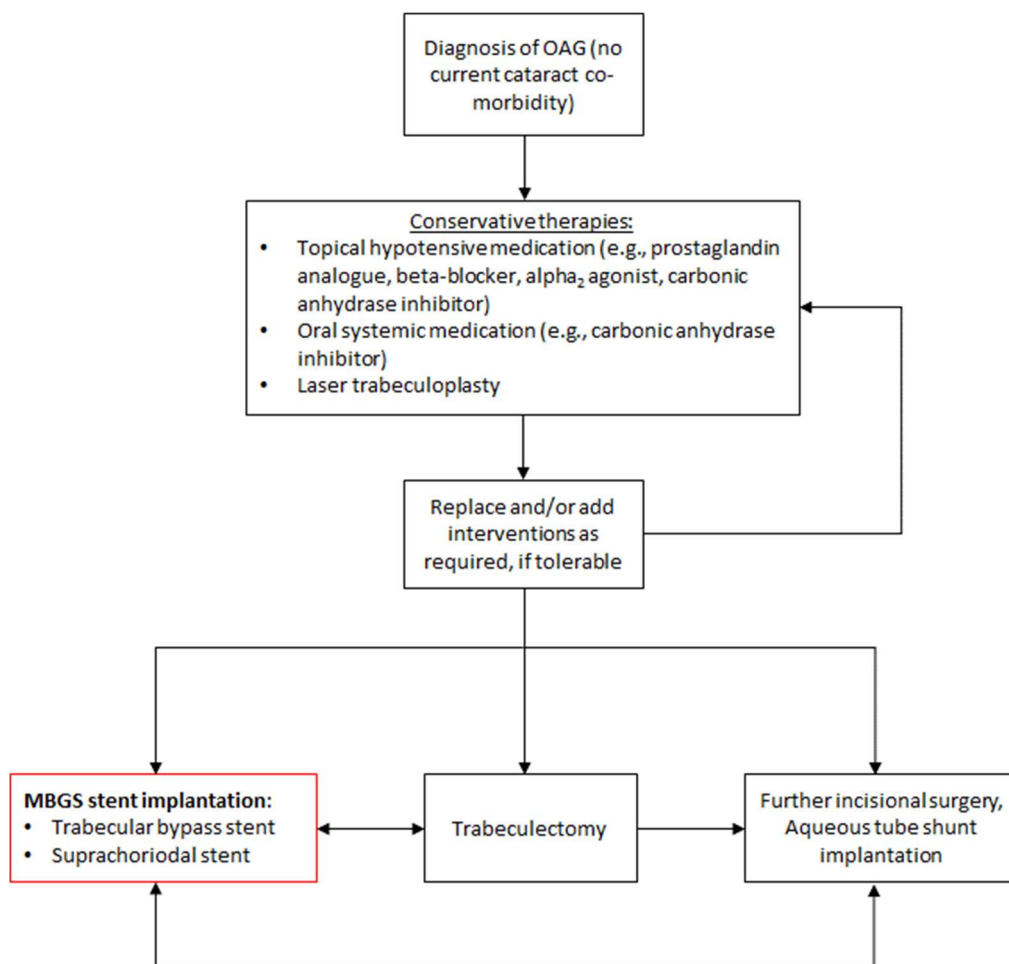 Diagnosis of OAG (no
current cataract co-
morbidity)
Conservative therapies:
• Topical hypotensive medication (e.g., prostaglandin
analogue, beta-blocker, alpha₂ agonist, carbonic
anhydrase inhibitor)
• Oral systemic medication (e.g., carbonic anhydrase
inhibitor)
• Laser trabeculoplasty
Replace and/or add
interventions as
required, if tolerable
MBGS stent implantation:
• Trabecular bypass stent
• Suprachoriodal stent
Trabeculectomy
Further incisional surgery,
Aqueous tube shunt
implantation